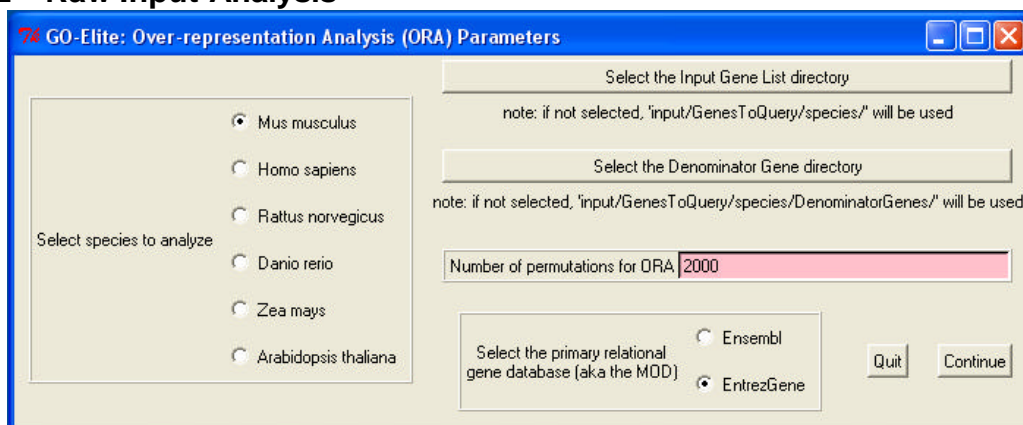 Raw Input Analysis
GO-Elite: Over-representation Analysis (ORA) Parameters
Select the Input Gene List directory
note: if not selected, 'input/GenesToQuery/species/' will be used
Select the Denominator Gene directory
note: if not selected, 'input/GenesToQuery/species/DenominatorGenes/' will be used
Select species to analyze
Mus musculus
Homo sapiens
Rattus norvegicus
Danio rerio
Zea mays
Arabidopsis thaliana
Number of permutations for ORA 2000
Select the primary relational
gene database (aka the MOD)
Ensembl
EntrezGene
Quit
Continue